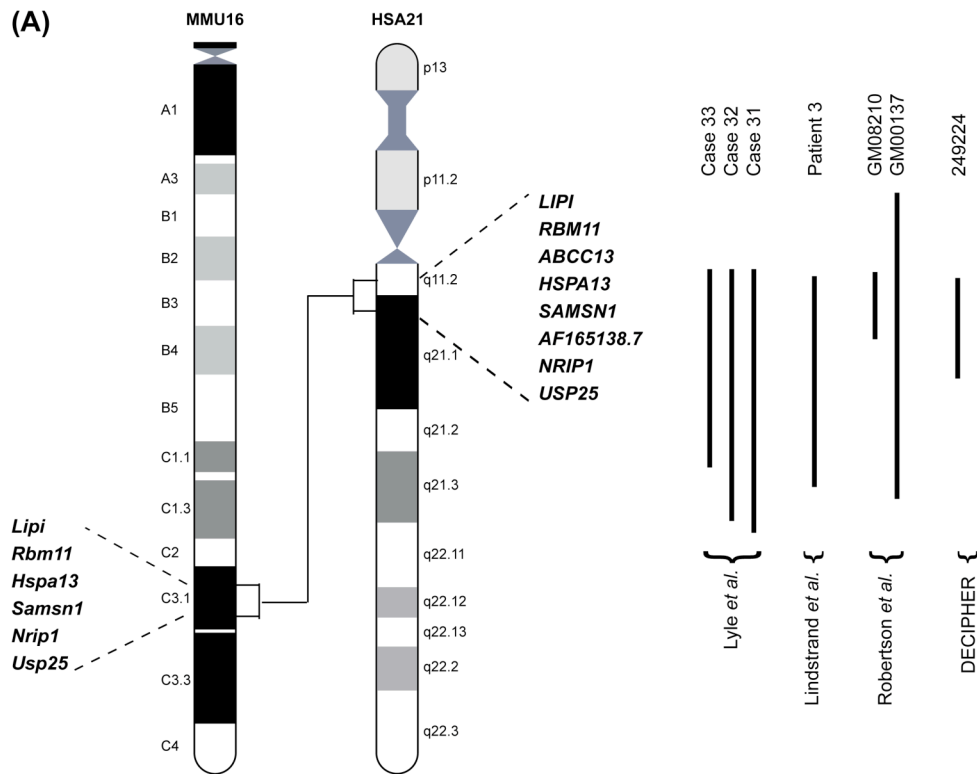 (A)
MMU16
HSA21
A1
A3
B1
B2
B3
B4
B5
C1.1
C1.3
C2
C3.1
C3.3
C4
Lipi
Rbm11
Hspa13
Samsn1
Nrip1
Usp25
p13
p11.2
q11.2
q21.1
q21.2
q21.3
q22.11
q22.12
q22.13
q22.2
q22.3
LIPI
RBM11
ABCC13
HSPA13
SAMSN1
AF165138.7
NRIP1
USP25
Case 33
Case 32
Case 31
Patient 3
GM08210
GM00137
249224
Lyle et al.
Lindstrand et al.
Robertson et al.
DECIPHER